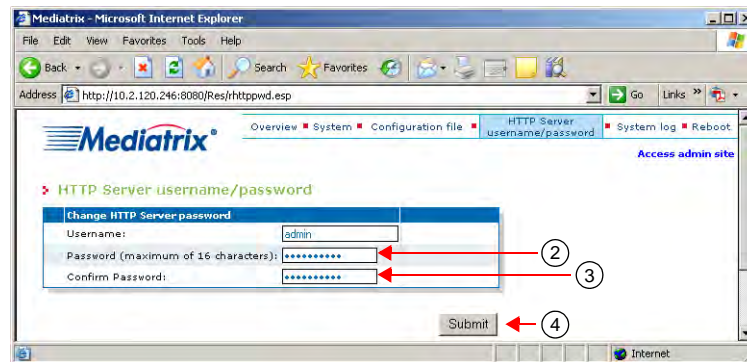 Mediatrix - Microsoft Internet Explorer
File Edit View Favorites Tools Help
Back Search Favorites
Address http://10.2.120.246:8080/Res/rhttppwd.esp Go Links »
Mediatrix®
Overview System Configuration file HTTP Server username/password System log Reboot
Access admin site
HTTP Server username/password
Change HTTP Server password
Username: admin
Password (maximum of 16 characters): •••••••••• 2
Confirm Password: •••••••••• 3
Submit 4
Internet